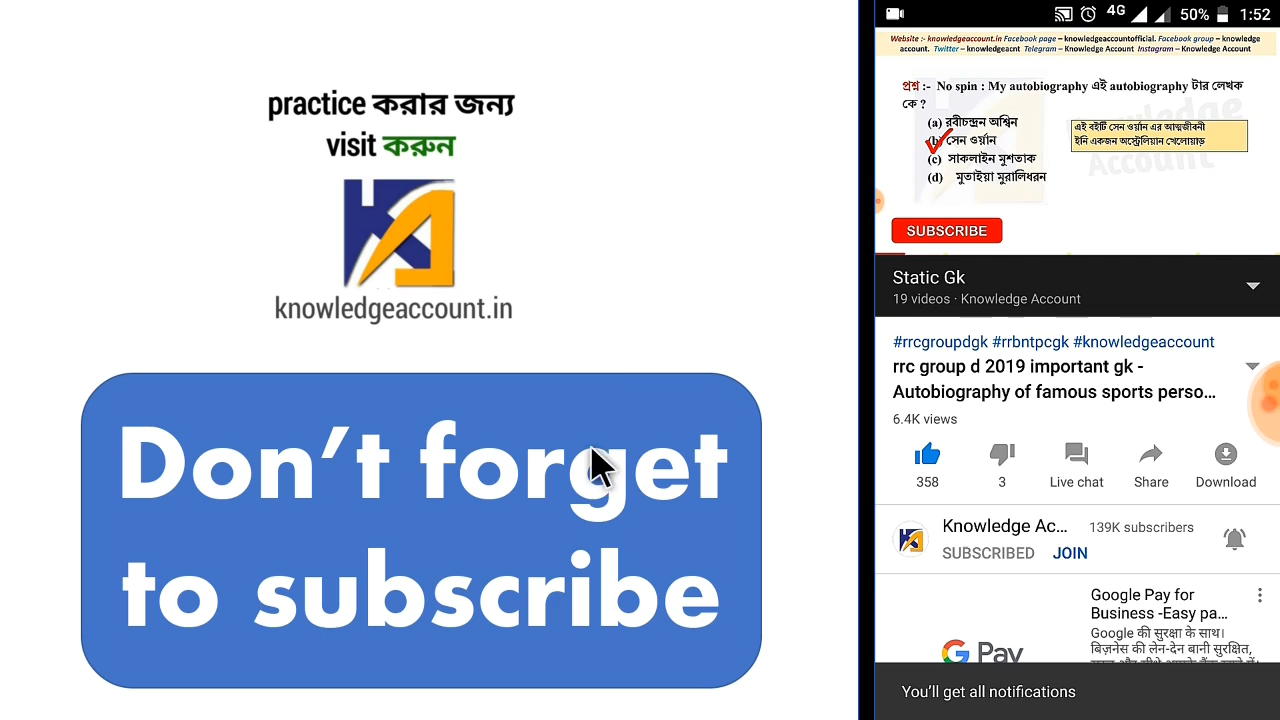 practice করার জন্য
visit করুন
knowledgeaccount.in
Don't forget
to subscribe
4G 50% 1:52
Website :- knowledgeaccount.in Facebook page – knowledgeaccountofficial. Facebook group – knowledge
account. Twitter – knowledgeacnt Telegram – Knowledge Account Instagram – Knowledge Account
প্রশ্ন :- No spin : My autobiography এই autobiography টার লেখক
কে ?
(a) রবীচন্দ্রন অশ্বিন
(b) সেন ওর্য়ান
(c) সাকলাইন মুশতাক
(d) মুতাইয়া মুরালিধরন
এই বইটি সেন ওর্য়ান এর আত্মজীবনী
ইনি একজন অস্ট্রেলিয়ান খেলোয়াড়
Knowledge
Account
SUBSCRIBE
Static Gk
19 videos · Knowledge Account
#rrcgroupdgk #rrbntpcgk #knowledgeaccount
rrc group d 2019 important gk -
Autobiography of famous sports perso...
6.4K views
358 3 Live chat Share Download
Knowledge Ac... 139K subscribers
SUBSCRIBED JOIN
Google Pay for
Business -Easy pa...
Google की सुरक्षा के साथ।
बिज़नेस की लेन-देन बानी सुरक्षित,
G Pay
You'll get all notifications